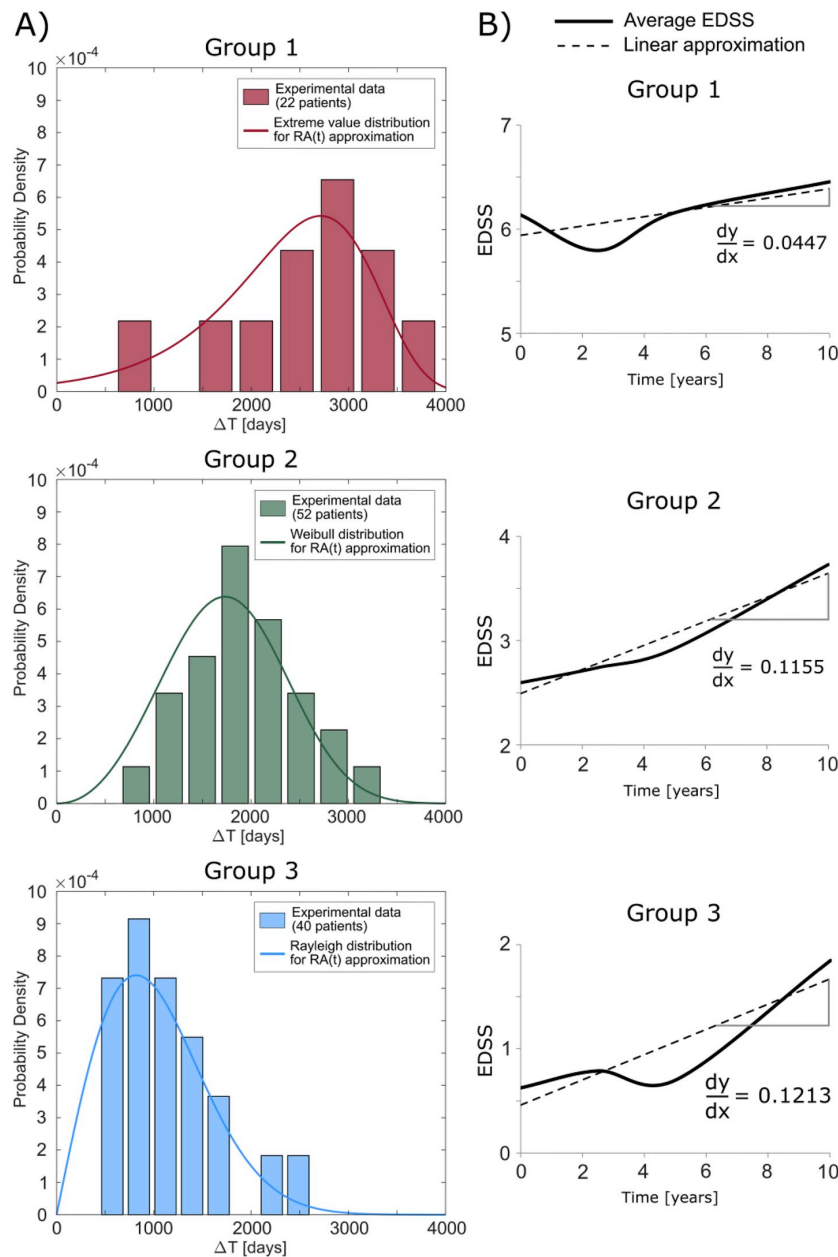 A)
Group 1
×10⁻⁴
10
9
8
7
6
5
4
3
2
1
0
Probability Density
Experimental data
(22 patients)
Extreme value distribution
for RA(t) approximation
0 1000 2000 3000 4000
ΔT [days]
Group 2
×10⁻⁴
10
9
8
7
6
5
4
3
2
1
0
Probability Density
Experimental data
(52 patients)
Weibull distribution
for RA(t) approximation
0 1000 2000 3000 4000
ΔT [days]
Group 3
×10⁻⁴
10
9
8
7
6
5
4
3
2
1
0
Probability Density
Experimental data
(40 patients)
Rayleigh distribution
for RA(t) approximation
0 1000 2000 3000 4000
ΔT [days]
B)
Average EDSS
Linear approximation
Group 1
7
6
5
EDSS
dy/dx = 0.0447
0 2 4 6 8 10
Time [years]
Group 2
4
3
2
EDSS
dy/dx = 0.1155
0 2 4 6 8 10
Time [years]
Group 3
2
1
0
EDSS
dy/dx = 0.1213
0 2 4 6 8 10
Time [years]